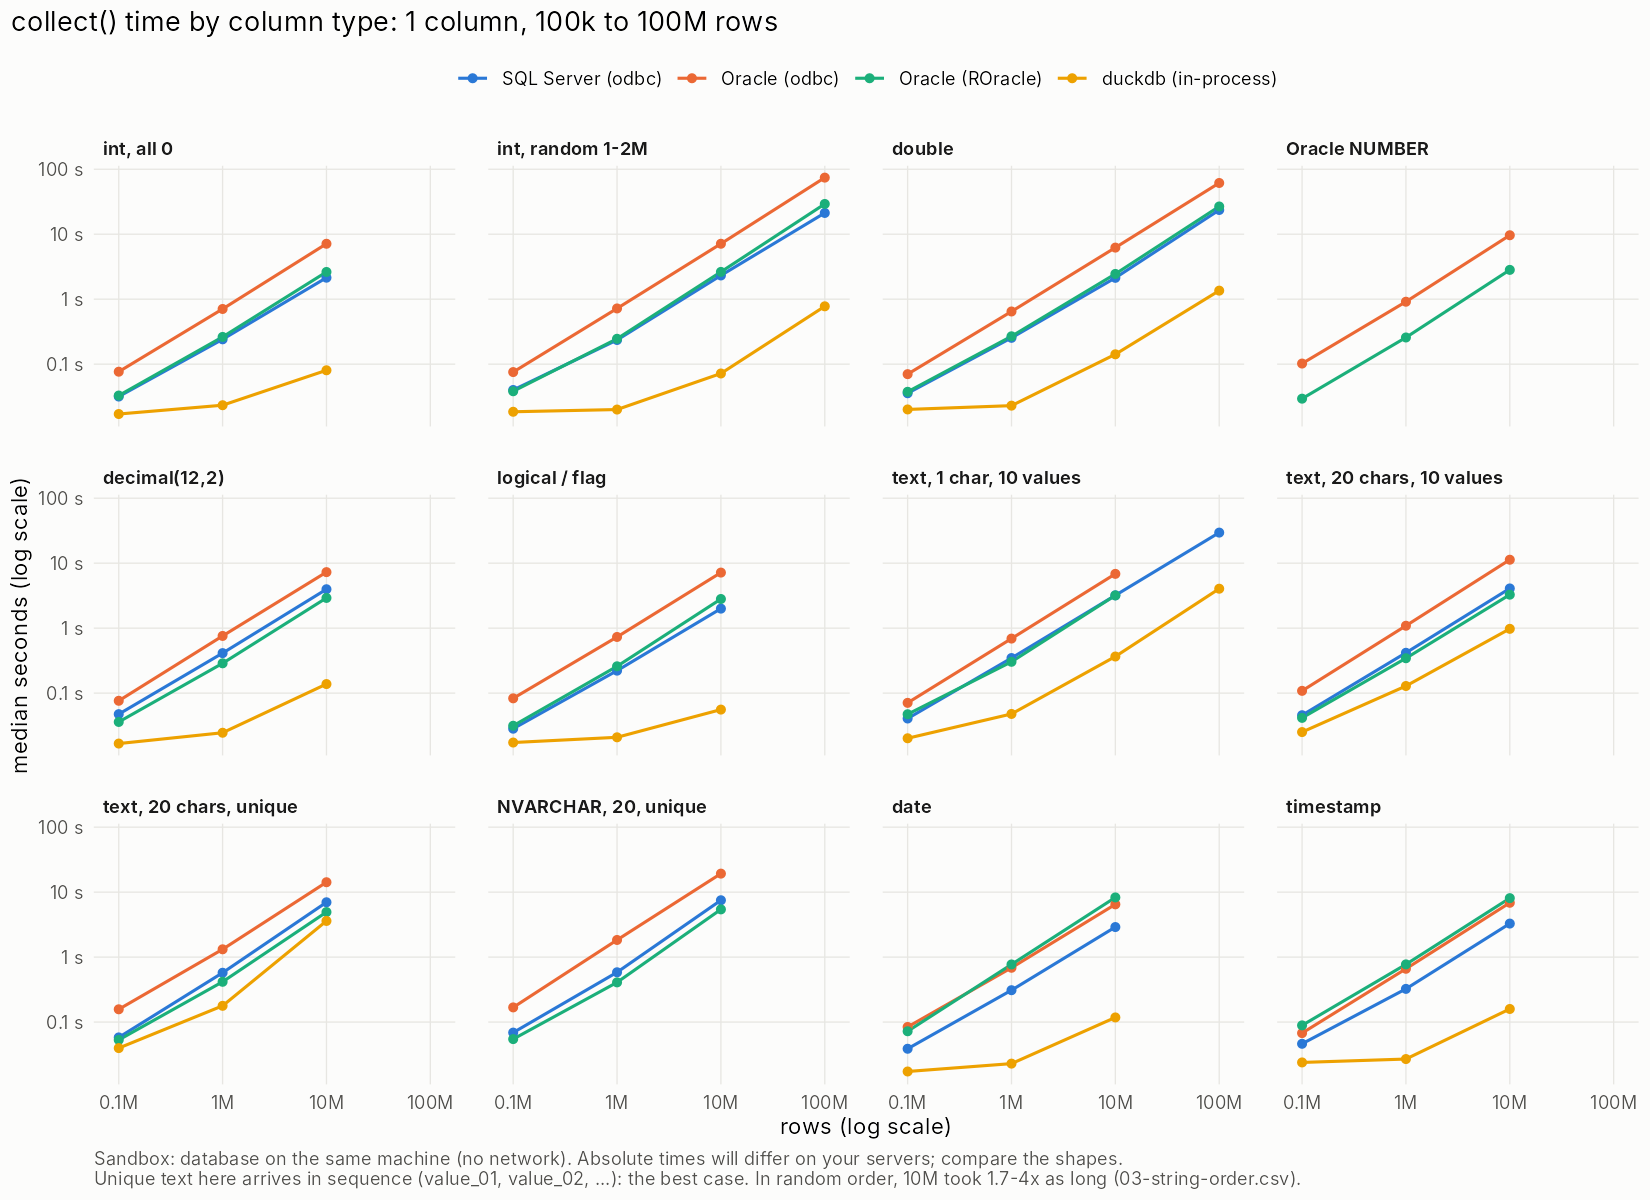 collect() time by column type: 1 column, 100k to 100M rows
SQL Server (odbc) Oracle (odbc) Oracle (ROracle) duckdb (in-process)
int, all 0 int, random 1-2M double Oracle NUMBER
100 s
10 s
1 s
0.1 s
decimal(12,2) logical / flag text, 1 char, 10 values text, 20 chars, 10 values
100 s
10 s
1 s
0.1 s
median seconds (log scale)
text, 20 chars, unique NVARCHAR, 20, unique date timestamp
100 s
10 s
1 s
0.1 s
0.1M 1M 10M 100M 0.1M 1M 10M 100M 0.1M 1M 10M 100M 0.1M 1M 10M 100M
rows (log scale)
Sandbox: database on the same machine (no network). Absolute times will differ on your servers; compare the shapes.
Unique text here arrives in sequence (value_01, value_02, ...): the best case. In random order, 10M took 1.7-4x as long (03-string-order.csv).